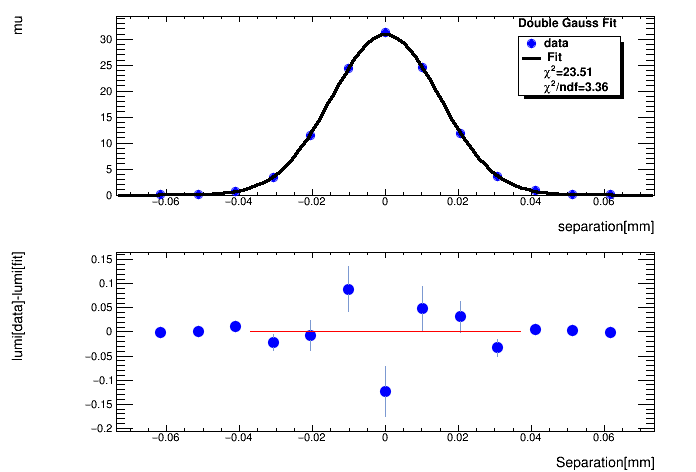 mu
Double Gauss Fit
data
Fit
χ²=23.51
χ²/ndf=3.36
30
25
20
15
10
5
0
−0.06 −0.04 −0.02 0 0.02 0.04 0.06
separation[mm]
lumi[data]-lumi[fit]
0.15
0.1
0.05
0
−0.05
−0.1
−0.15
−0.2
−0.06 −0.04 −0.02 0 0.02 0.04 0.06
Separation[mm]